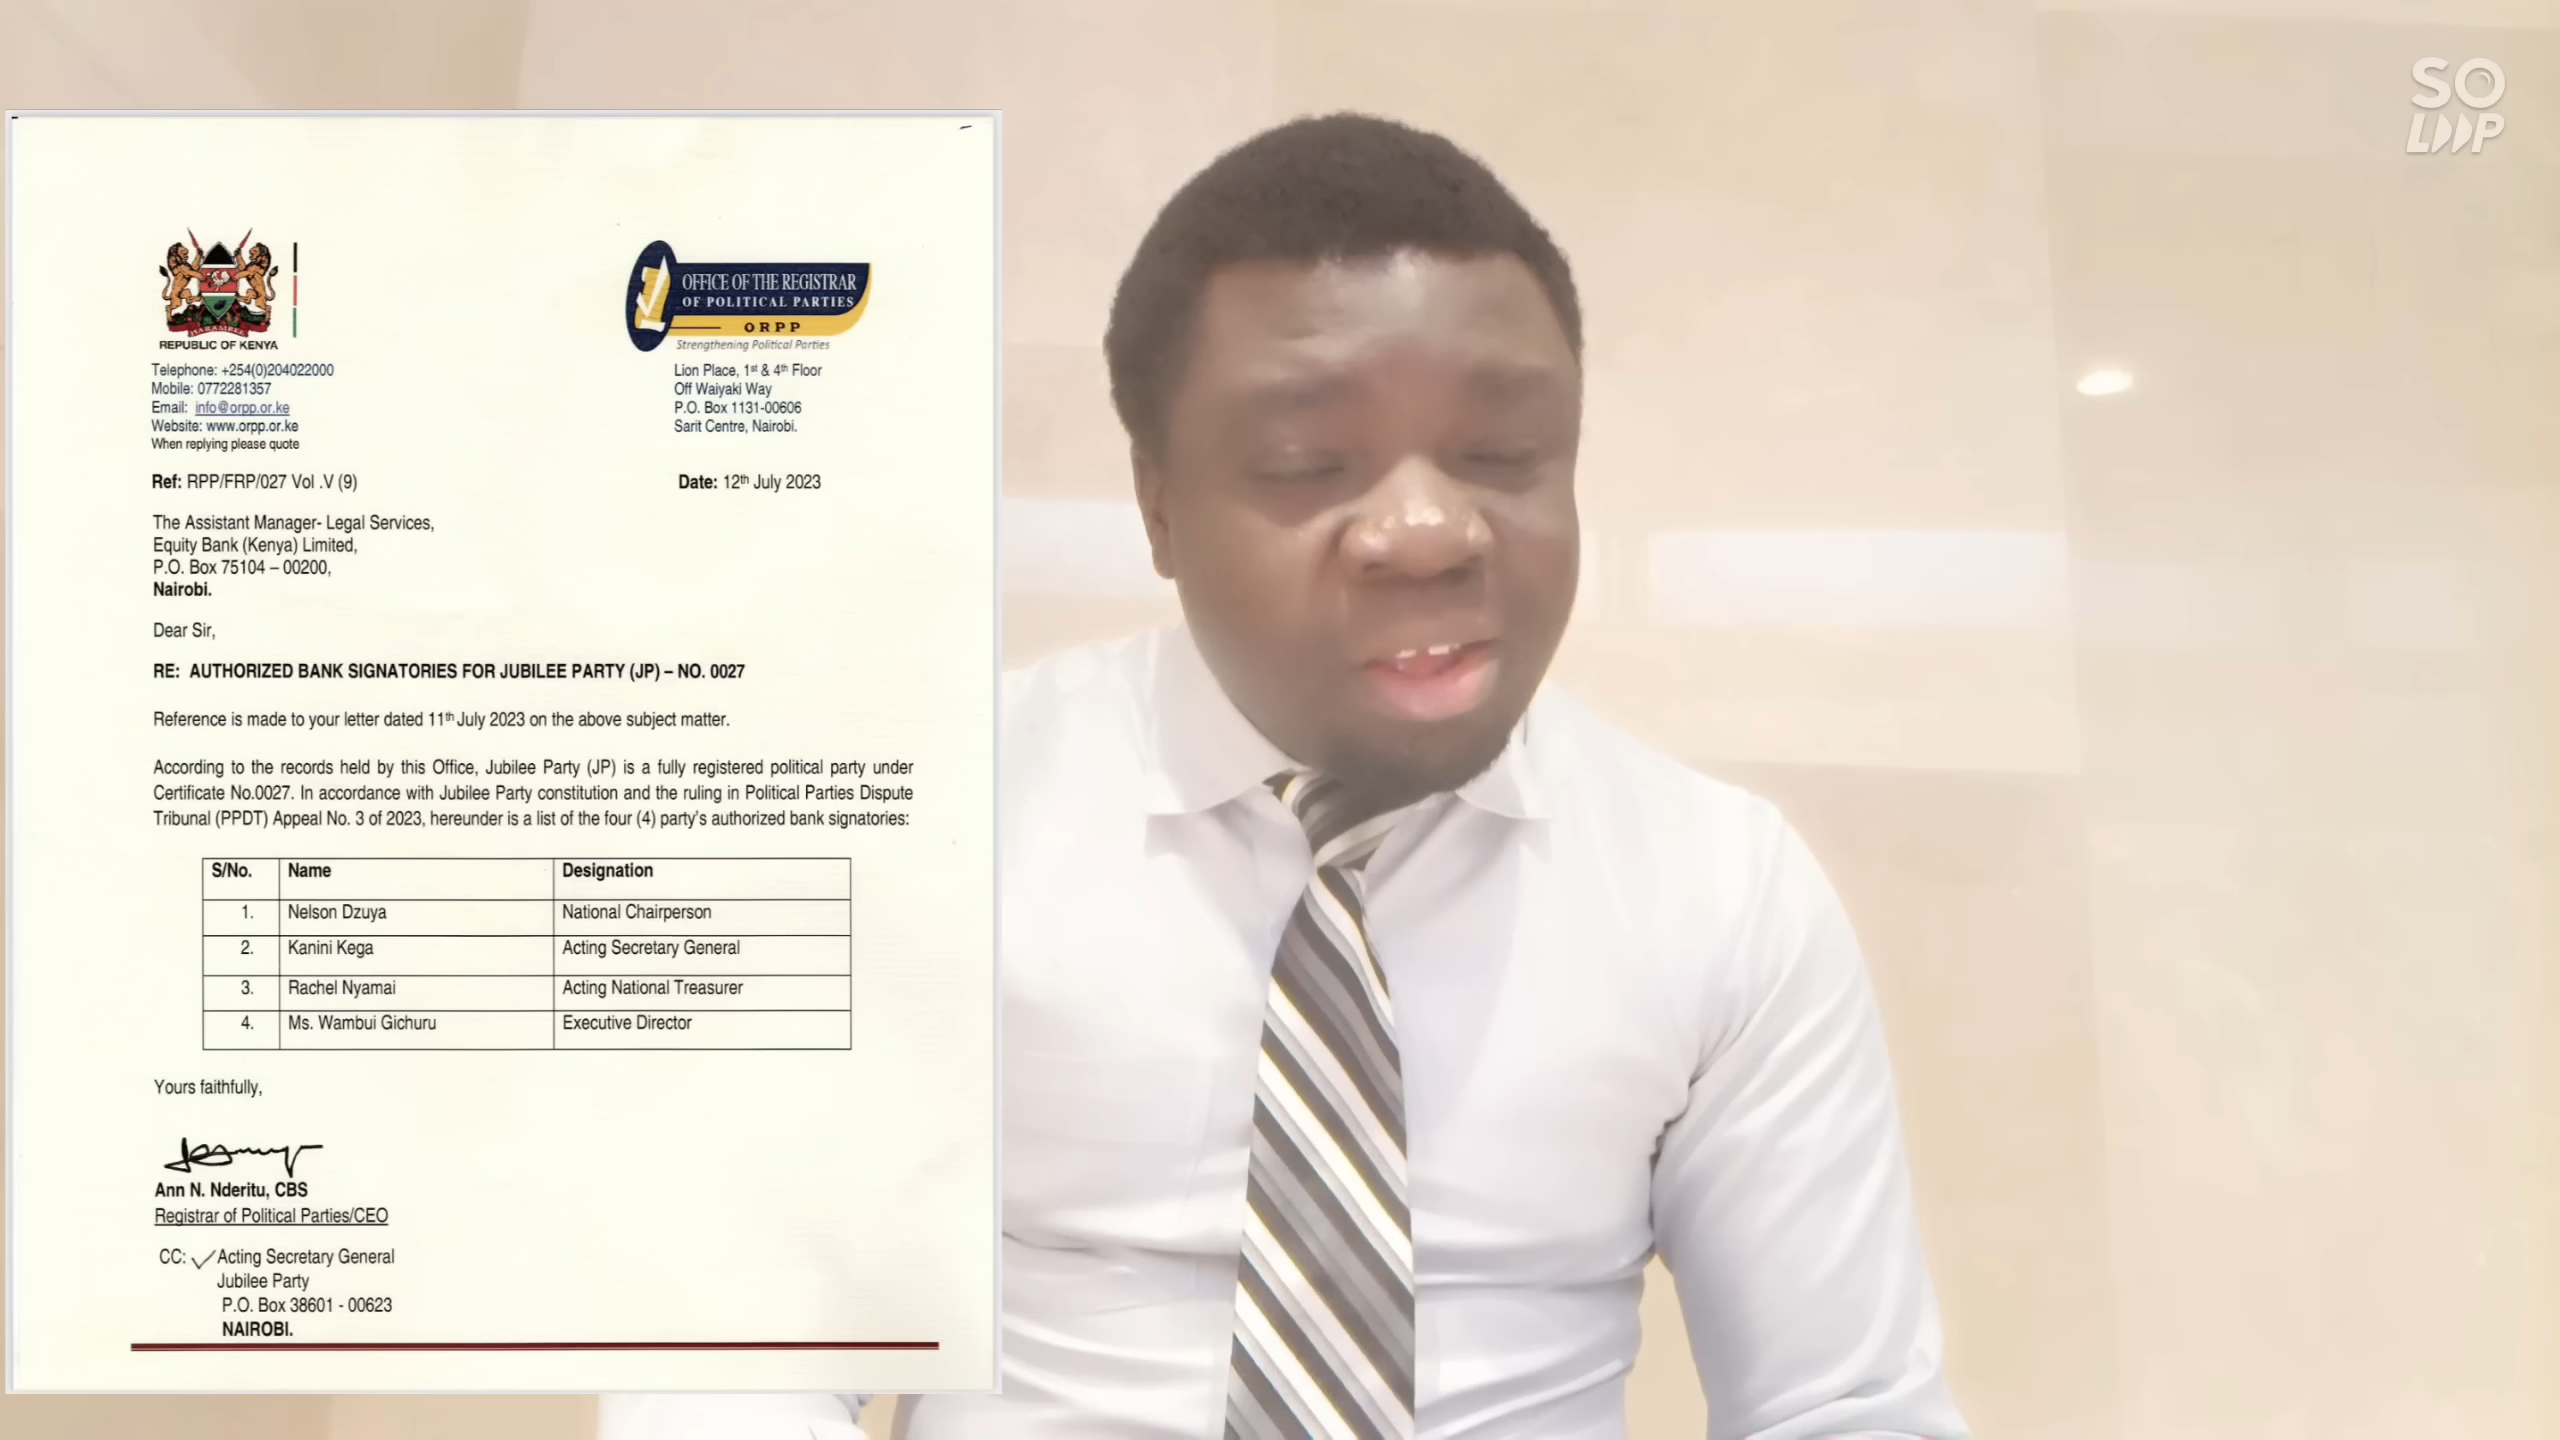 SO
LOOP
HARAMBEE
REPUBLIC OF KENYA
Telephone: +254(0)204022000
Mobile: 0772281357
Email: info@orpp.or.ke
Website: www.orpp.or.ke
When replying please quote
OFFICE OF THE REGISTRAR
OF POLITICAL PARTIES
ORPP
Strengthening Political Parties
Lion Place, 1st & 4th Floor
Off Waiyaki Way
P.O. Box 1131-00606
Sarit Centre, Nairobi.
Ref: RPP/FRP/027 Vol .V (9)
Date: 12th July 2023
The Assistant Manager- Legal Services,
Equity Bank (Kenya) Limited,
P.O. Box 75104 – 00200,
Nairobi.
Dear Sir,
RE: AUTHORIZED BANK SIGNATORIES FOR JUBILEE PARTY (JP) – NO. 0027
Reference is made to your letter dated 11th July 2023 on the above subject matter.
According to the records held by this Office, Jubilee Party (JP) is a fully registered political party under
Certificate No.0027. In accordance with Jubilee Party constitution and the ruling in Political Parties Dispute
Tribunal (PPDT) Appeal No. 3 of 2023, hereunder is a list of the four (4) party's authorized bank signatories:
S/No. Name Designation
1. Nelson Dzuya National Chairperson
2. Kanini Kega Acting Secretary General
3. Rachel Nyamai Acting National Treasurer
4. Ms. Wambui Gichuru Executive Director
Yours faithfully,
Ann N. Nderitu, CBS
Registrar of Political Parties/CEO
CC: Acting Secretary General
Jubilee Party
P.O. Box 38601 - 00623
NAIROBI.